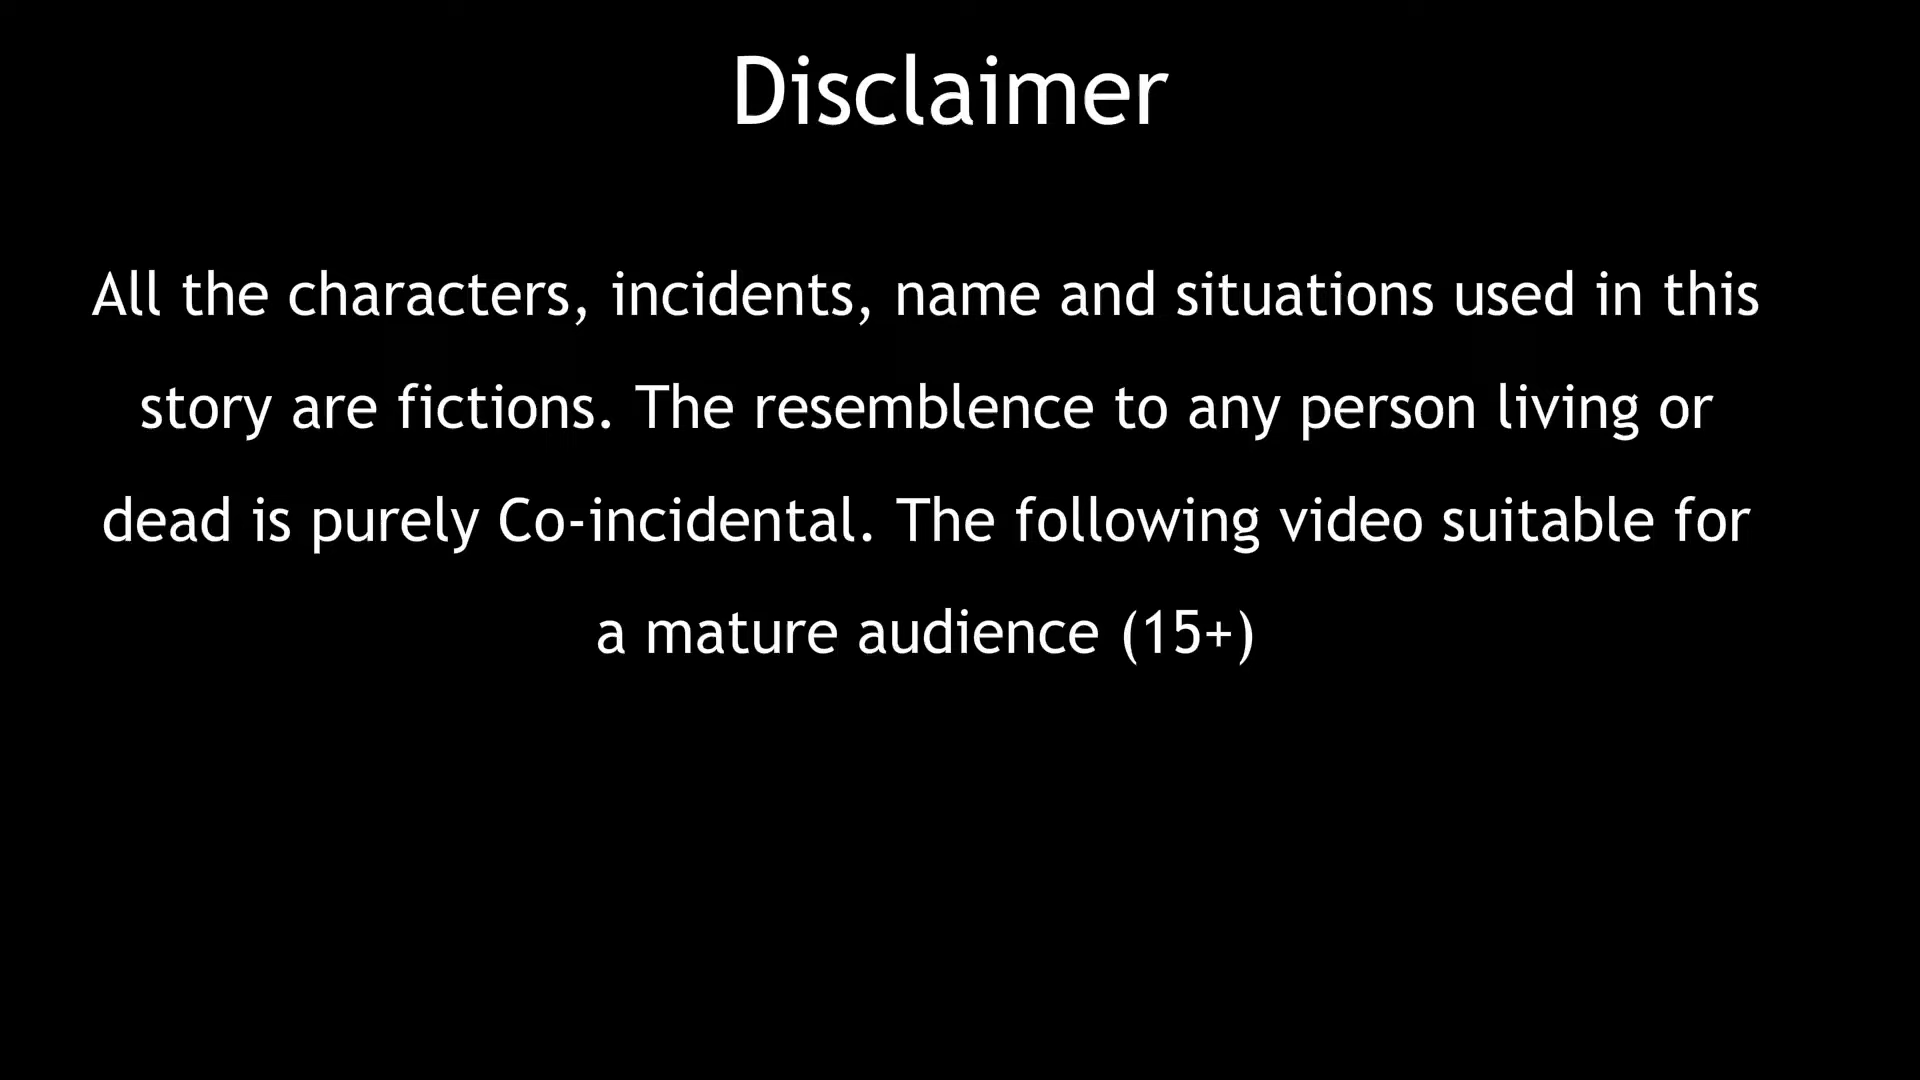 Disclaimer
All the characters, incidents, name and situations used in this
story are fictions. The resemblence to any person living or
dead is purely Co-incidental. The following video suitable for
a mature audience (15+)